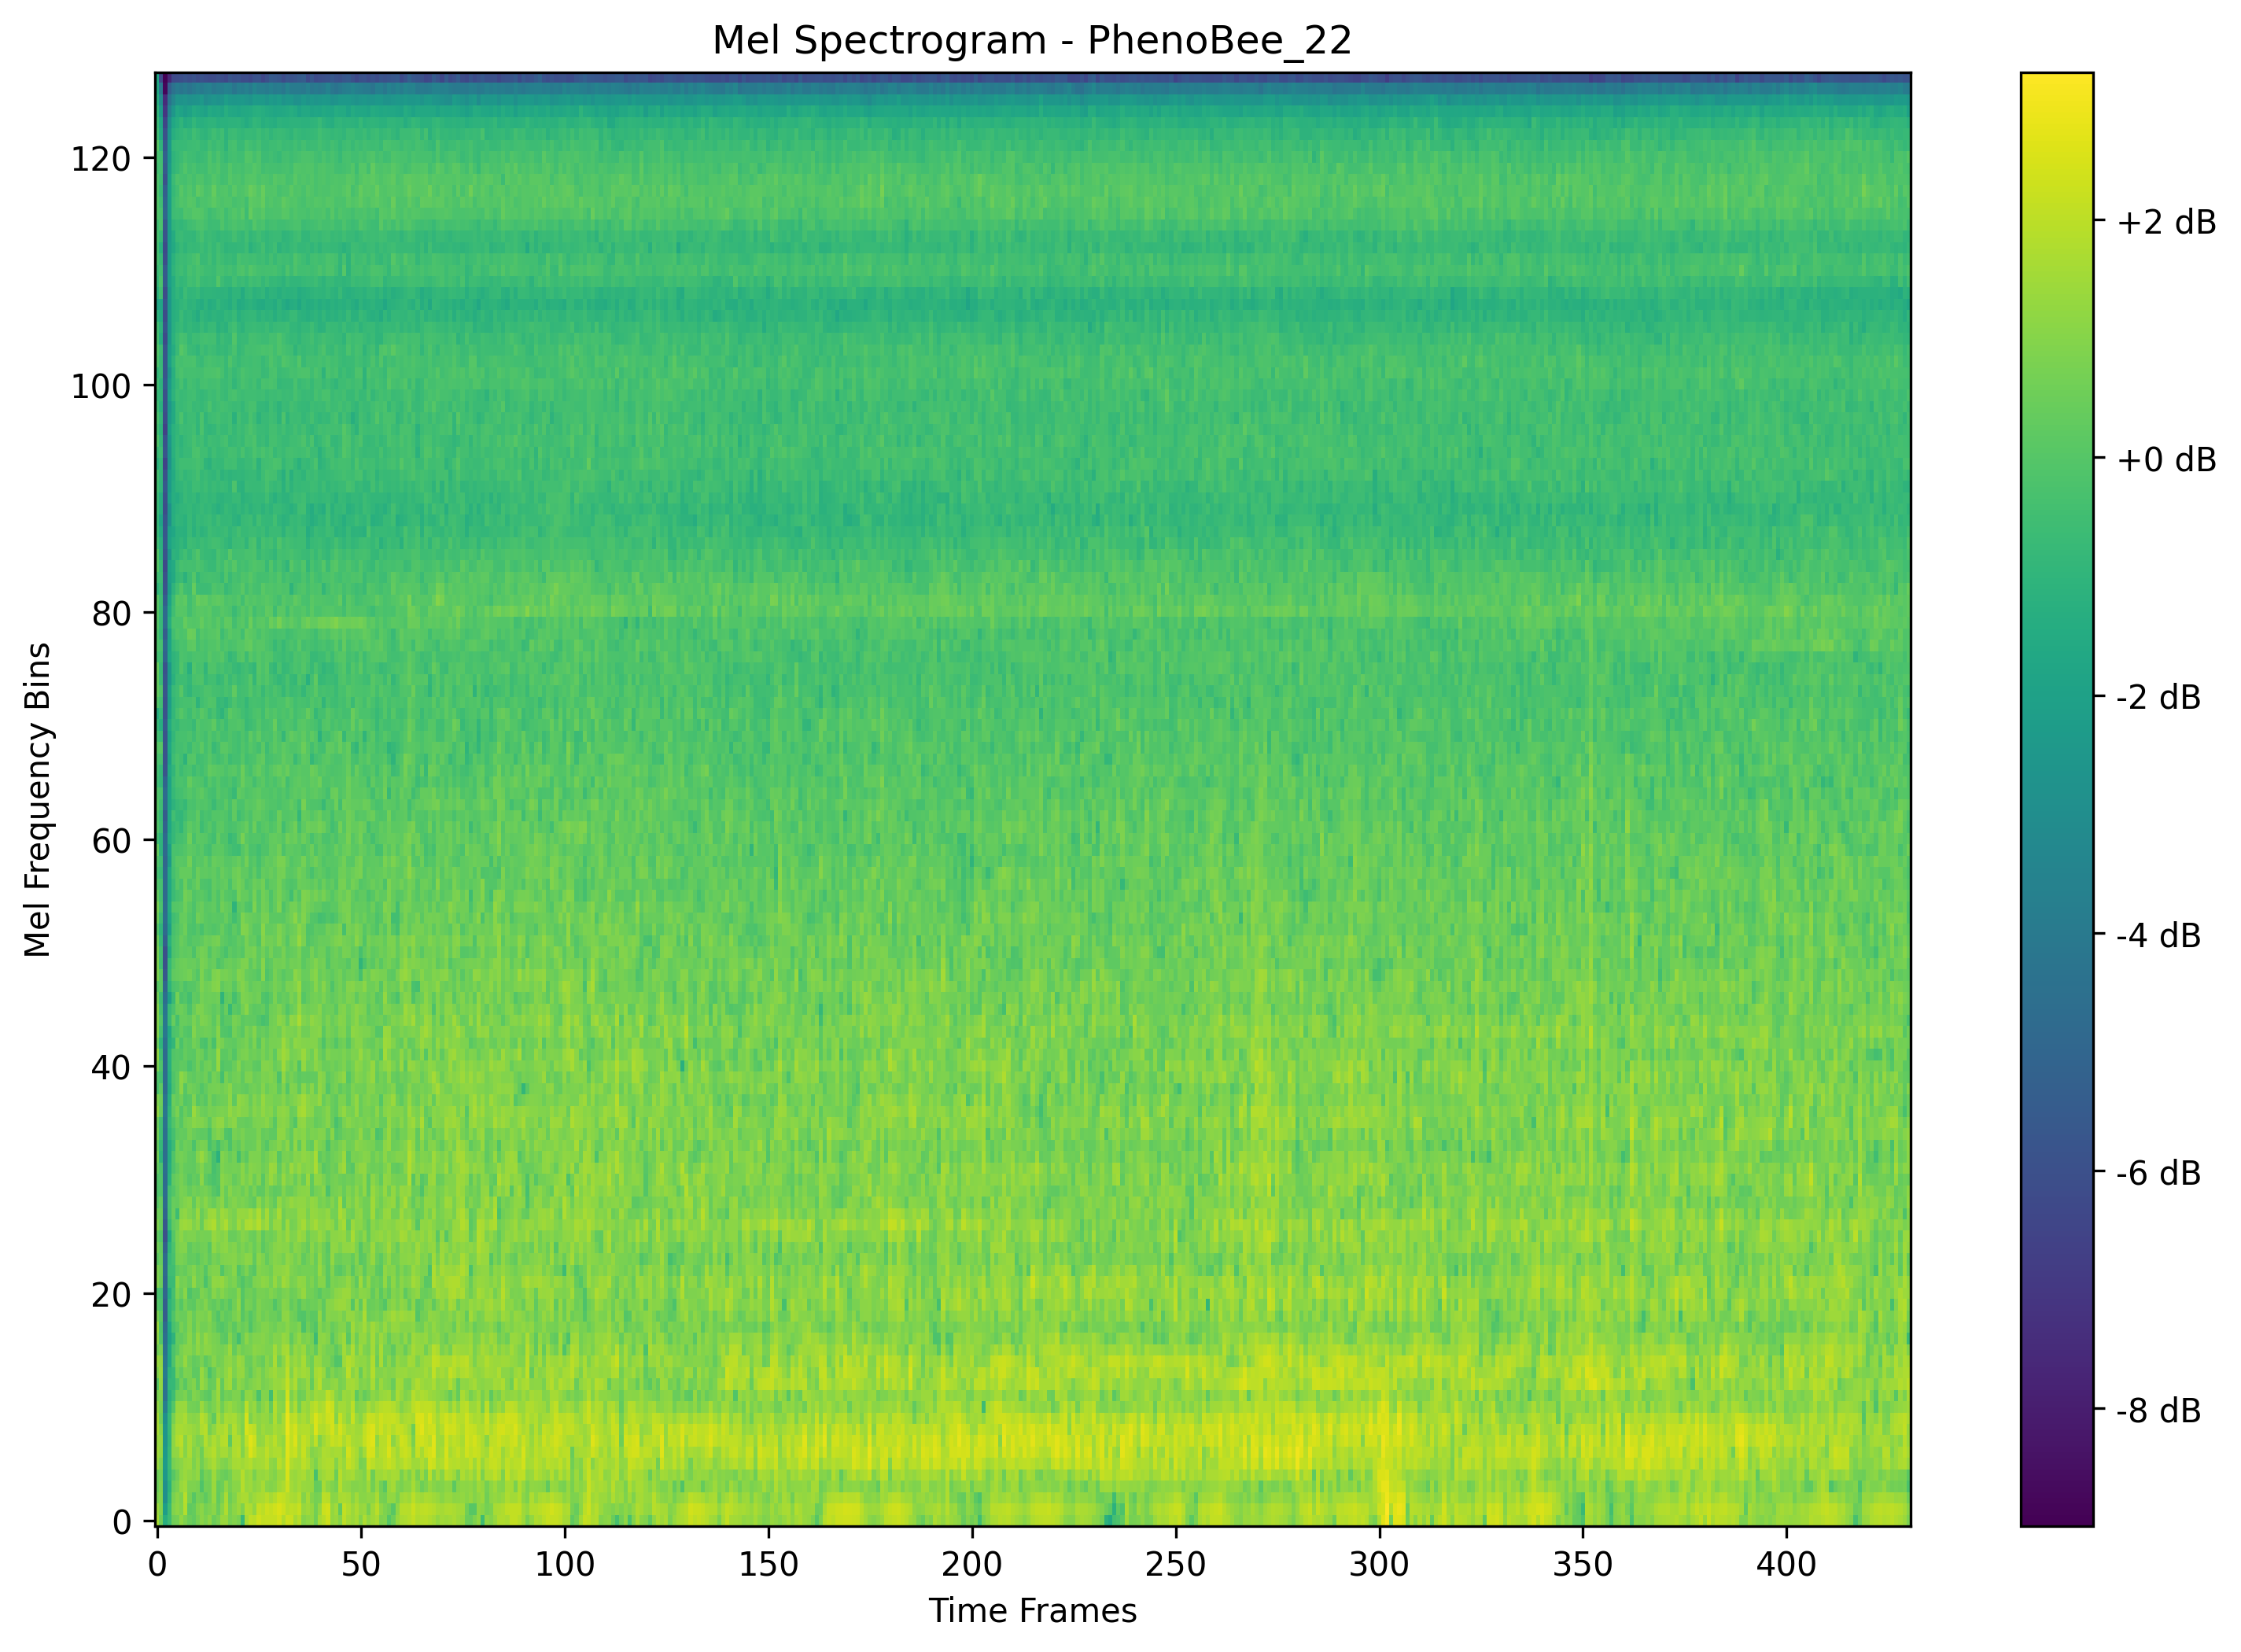 Mel Spectrogram - PhenoBee_22
Mel Frequency Bins
120
100
80
60
40
20
0
0 50 100 150 200 250 300 350 400
Time Frames
+2 dB
+0 dB
-2 dB
-4 dB
-6 dB
-8 dB